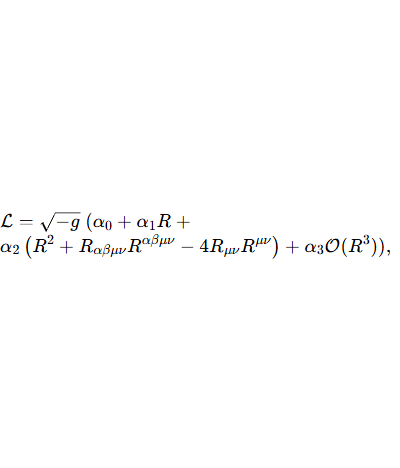 ℒ = √−g (α₀ + α₁R +
α₂ (R² + R_{αβμν}R^{αβμν} − 4R_{μν}R^{μν}) + α₃𝒪(R³)),